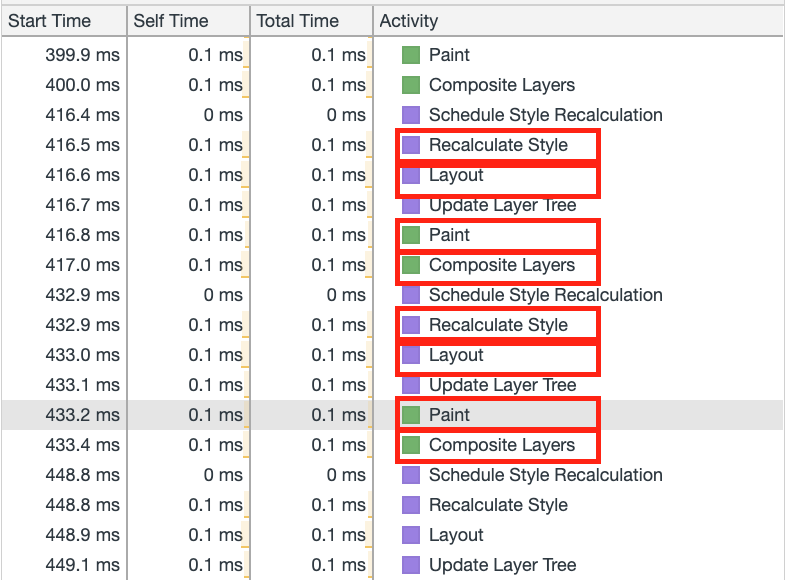 Start Time Self Time Total Time Activity
399.9 ms 0.1 ms 0.1 ms Paint
400.0 ms 0.1 ms 0.1 ms Composite Layers
416.4 ms 0 ms 0 ms Schedule Style Recalculation
416.5 ms 0.1 ms 0.1 ms Recalculate Style
416.6 ms 0.1 ms 0.1 ms Layout
416.7 ms 0.1 ms 0.1 ms Update Layer Tree
416.8 ms 0.1 ms 0.1 ms Paint
417.0 ms 0.1 ms 0.1 ms Composite Layers
432.9 ms 0 ms 0 ms Schedule Style Recalculation
432.9 ms 0.1 ms 0.1 ms Recalculate Style
433.0 ms 0.1 ms 0.1 ms Layout
433.1 ms 0.1 ms 0.1 ms Update Layer Tree
433.2 ms 0.1 ms 0.1 ms Paint
433.4 ms 0.1 ms 0.1 ms Composite Layers
448.8 ms 0 ms 0 ms Schedule Style Recalculation
448.8 ms 0.1 ms 0.1 ms Recalculate Style
448.9 ms 0.1 ms 0.1 ms Layout
449.1 ms 0.1 ms 0.1 ms Update Layer Tree